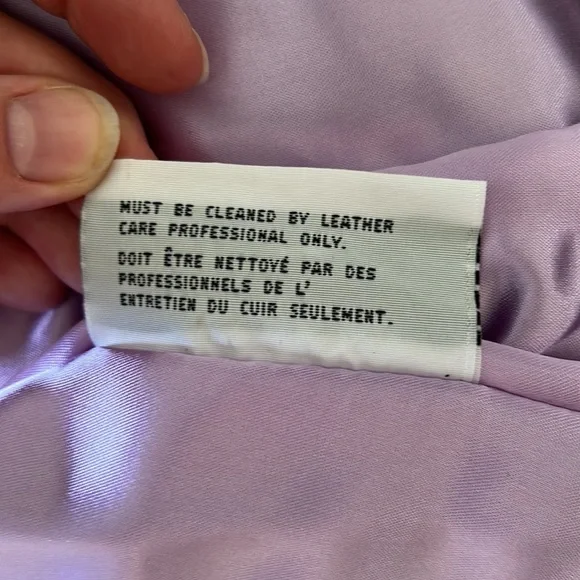 MUST BE CLEANED BY LEATHER
CARE PROFESSIONAL ONLY.
DOIT ÊTRE NETTOYÉ PAR DES
PROFESSIONNELS DE L'
ENTRETIEN DU CUIR SEULEMENT.